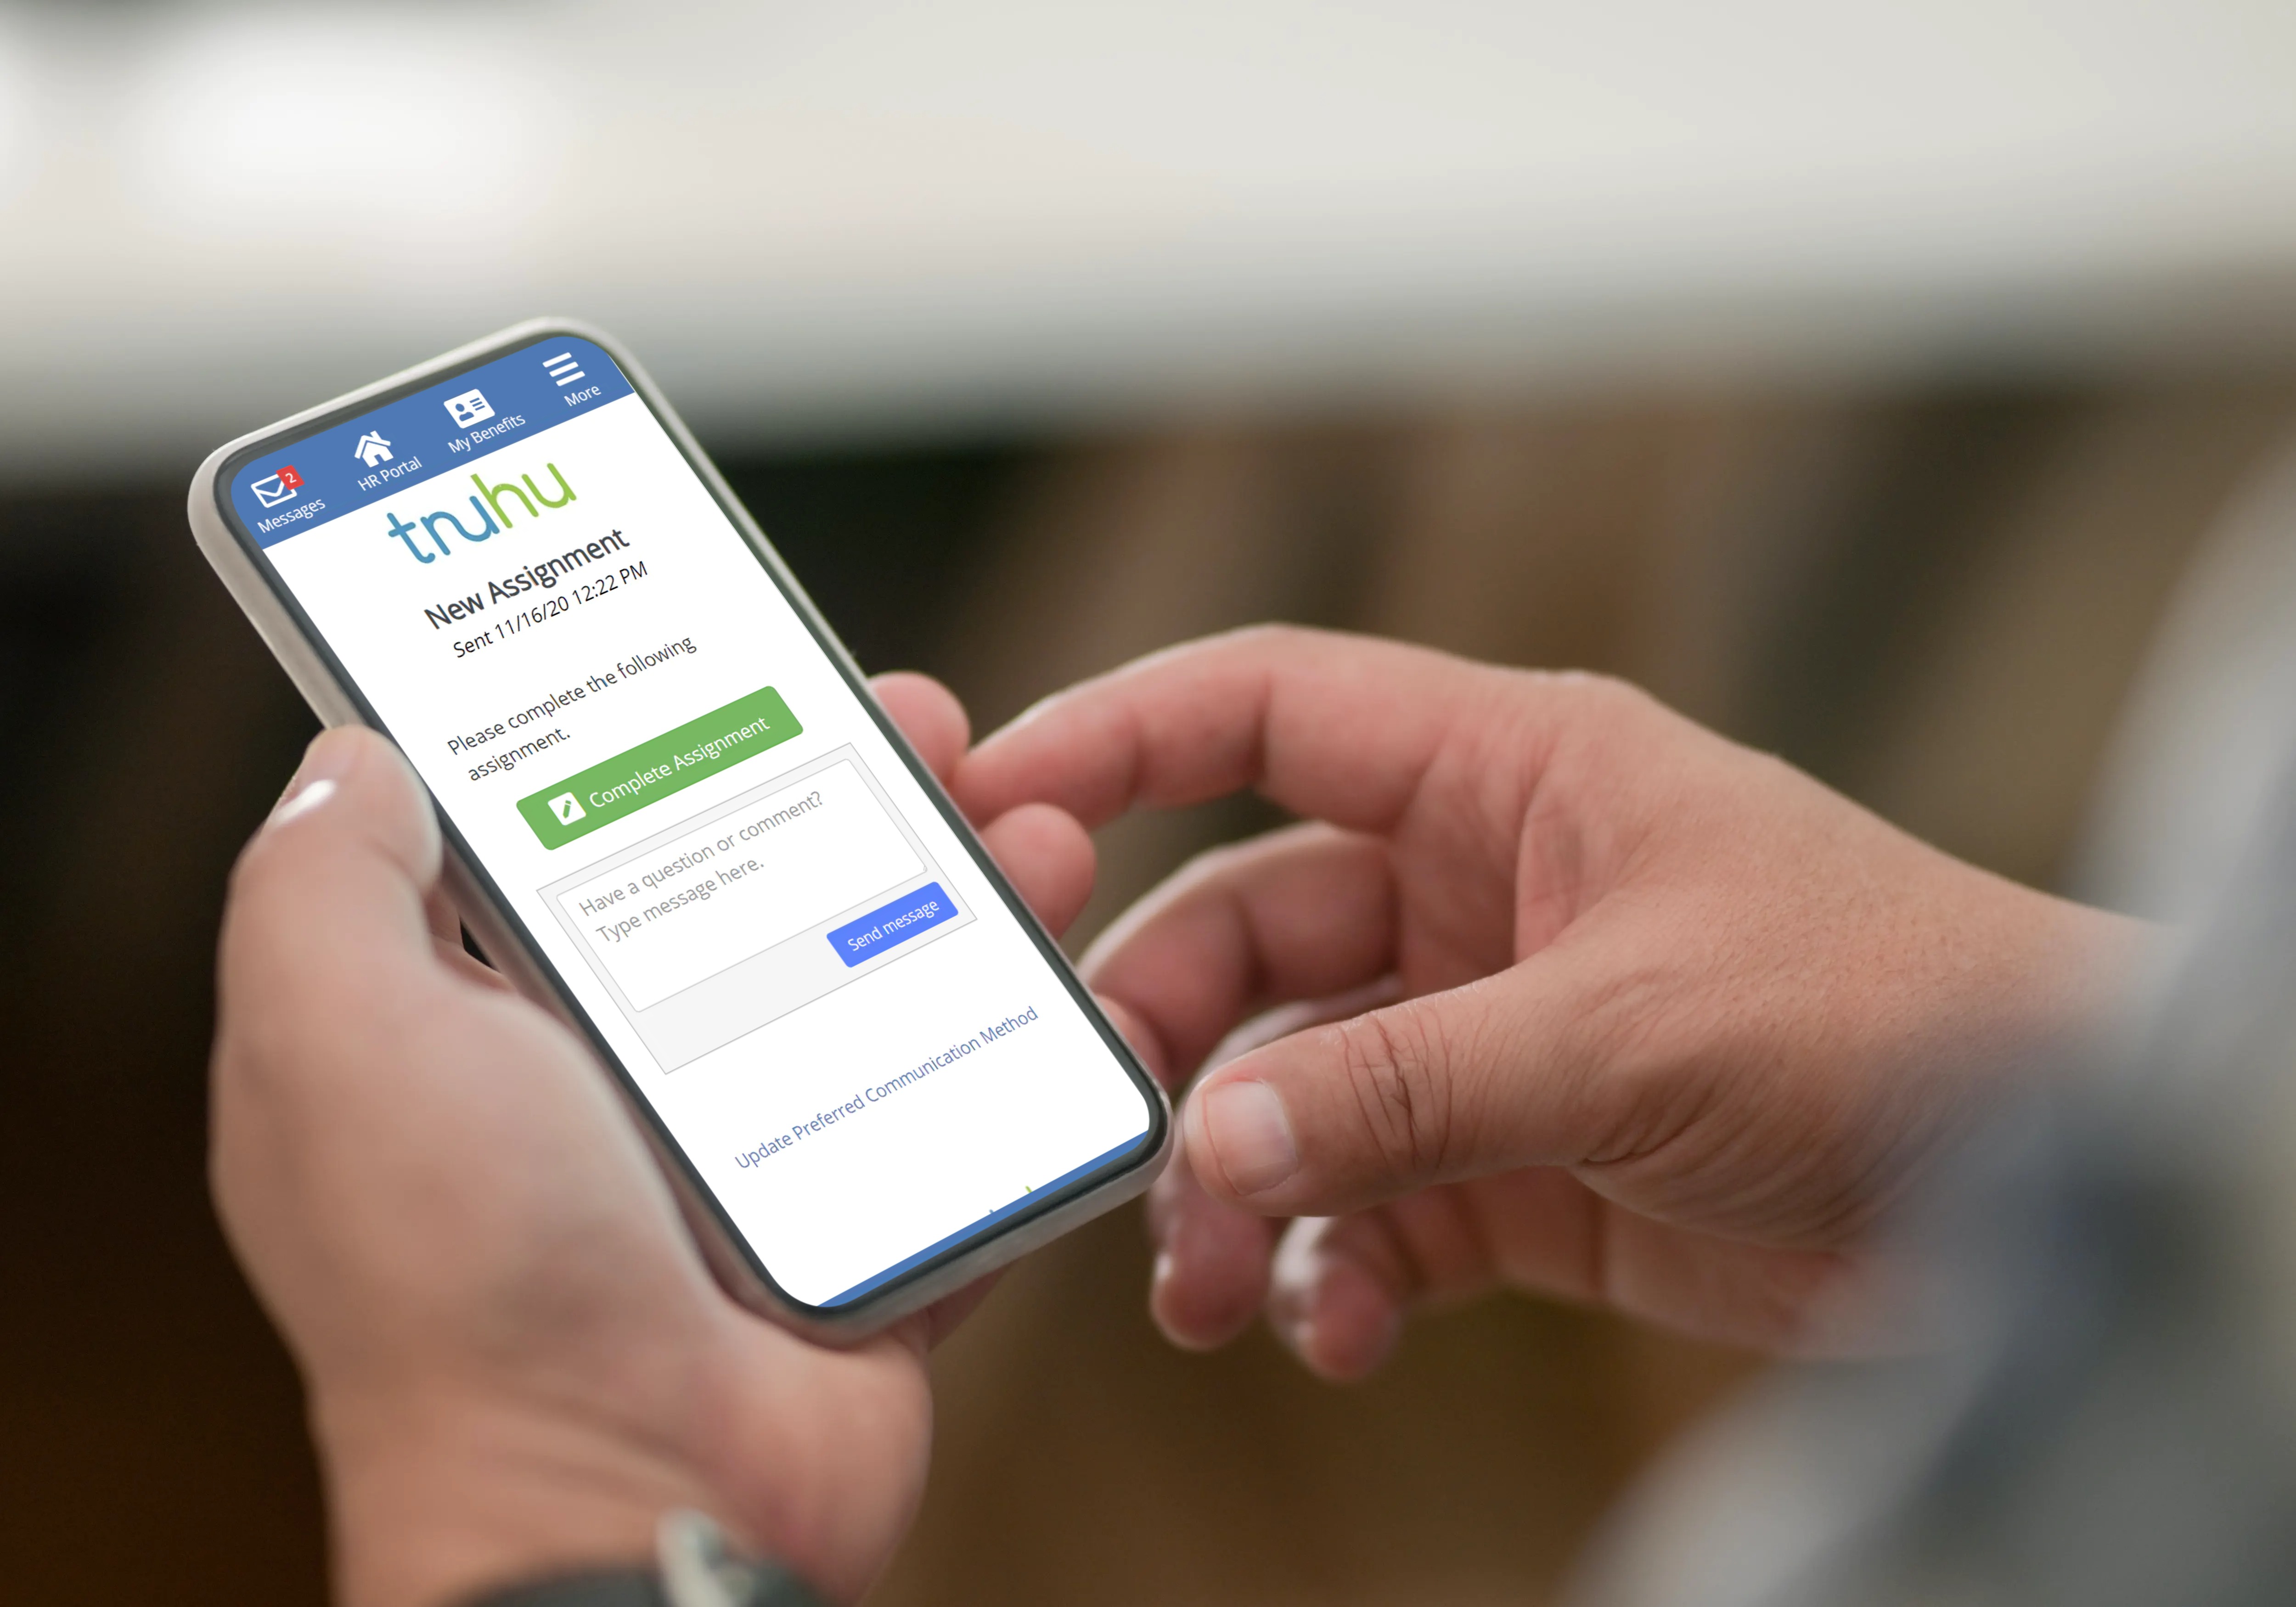 2
Messages
HR Portal
My Benefits
More
truhu
New Assignment
Sent 11/16/20 12:22 PM
Please complete the following
assignment.
Complete Assignment
Have a question or comment?
Type message here.
Send message
Update Preferred Communication Method